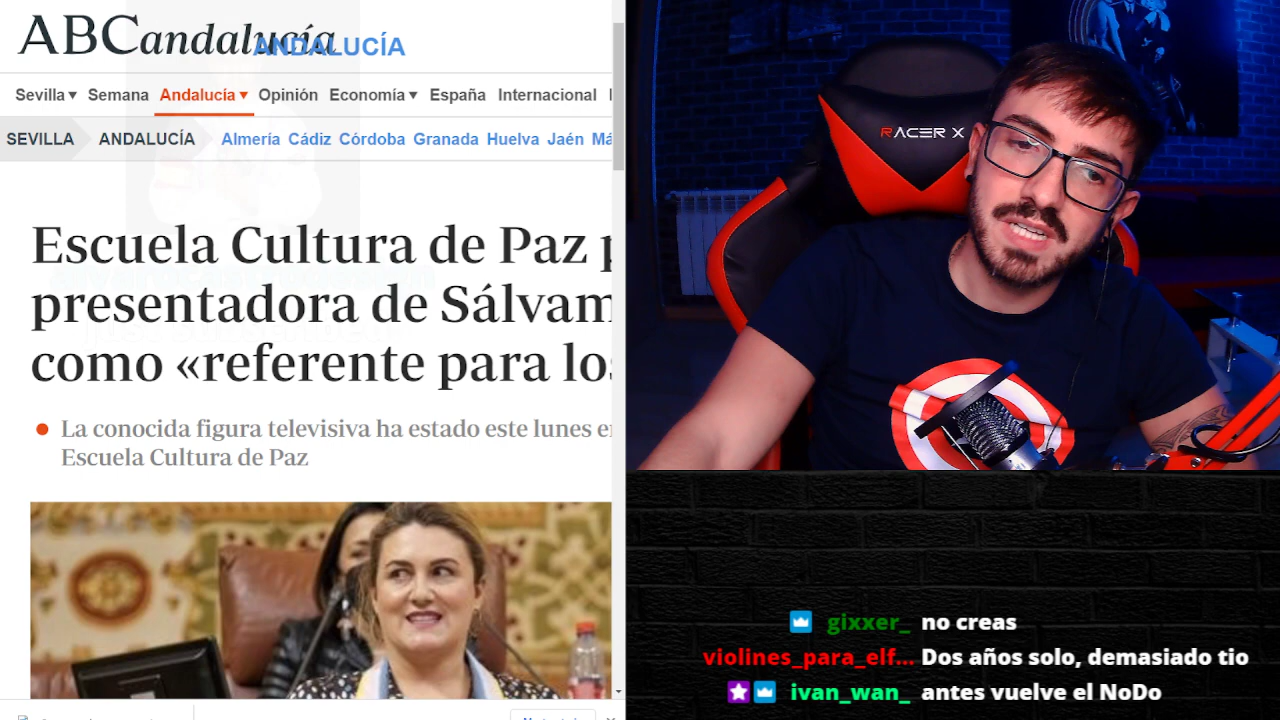 ABCandalucía
ANDALUCÍA
Sevilla Semana Andalucía Opinión Economía España Internacional
SEVILLA ANDALUCÍA Almería Cádiz Córdoba Granada Huelva Jaén Má
Escuela Cultura de Paz p
presentadora de Sálvam
como «referente para los
La conocida figura televisiva ha estado este lunes e
Escuela Cultura de Paz
RACER X
gixxer_ no creas
violines_para_elf... Dos años solo, demasiado tio
ivan_wan_ antes vuelve el NoDo